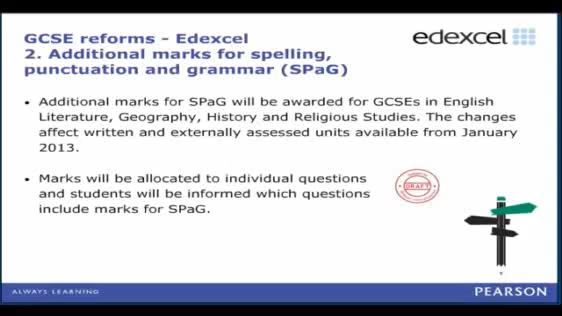 GCSE reforms - Edexcel
edexcel
2. Additional marks for spelling,
punctuation and grammar (SPaG)
• Additional marks for SPaG will be awarded for GCSEs in English
Literature, Geography, History and Religious Studies. The changes
affect written and externally assessed units available from January
2013.
• Marks will be allocated to individual questions
and students will be informed which questions
include marks for SPaG.
DRAFT
ALWAYS LEARNING
PEARSON